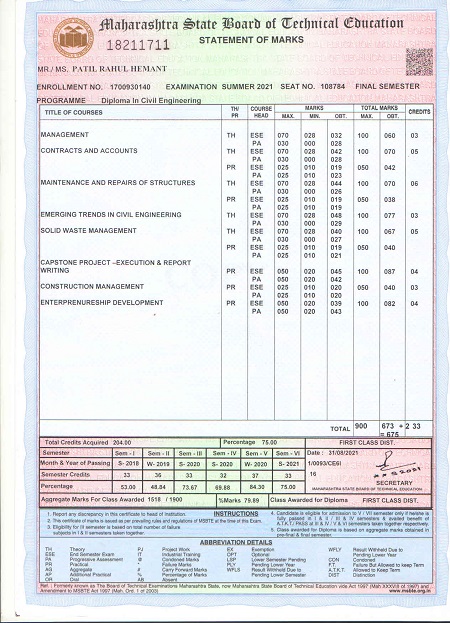 Maharashtra State Board of Technical Education
18211711
STATEMENT OF MARKS
MR./ MS. PATIL RAHUL HEMANT
ENROLLMENT NO. 1700930140 EXAMINATION SUMMER 2021 SEAT NO. 108784 FINAL SEMESTER
PROGRAMME Diploma In Civil Engineering
TITLE OF COURSES TH/ PR COURSE HEAD MARKS TOTAL MARKS CREDITS
MAX. MIN. OBT. MAX. OBT.
MANAGEMENT TH ESE 070 028 032 100 060 03
PA 030 000 028
CONTRACTS AND ACCOUNTS TH ESE 070 028 042 100 070 05
PA 030 000 028
PR ESE 025 010 019 050 042
PA 025 010 023
MAINTENANCE AND REPAIRS OF STRUCTURES TH ESE 070 028 044 100 070 06
PA 030 000 026
PR ESE 025 010 019 050 038
PA 025 010 019
EMERGING TRENDS IN CIVIL ENGINEERING TH ESE 070 028 048 100 077 03
PA 030 000 029
SOLID WASTE MANAGEMENT TH ESE 070 028 040 100 067 05
PA 030 000 027
PR ESE 025 010 019 050 040
PA 025 010 021
CAPSTONE PROJECT –EXECUTION & REPORT
WRITING PR ESE 050 020 045 100 087 04
PA 050 020 042
CONSTRUCTION MANAGEMENT PR ESE 025 010 020 050 040 03
PA 025 010 020
ENTERPRENEURSHIP DEVELOPMENT PR ESE 050 020 039 100 082 04
PA 050 020 043
TOTAL 900 673 + 2 33
= 675
Total Credits Acquired 204.00 Percentage 75.00 FIRST CLASS DIST.
Semester Sem - I Sem - II Sem - III Sem - IV Sem - V Sem - VI Date : 31/08/2021
Month & Year of Passing S- 2018 W- 2019 S- 2020 S- 2020 W- 2020 S- 2021 1/0093/CE6I
Semester Credits 33 36 33 32 37 33 16
SECRETARY
Percentage 53.00 48.84 73.67 69.88 84.30 75.00 MAHARASHTRA STATE BOARD OF TECHNICAL EDUCATION
Aggregate Marks For Class Awarded 1518 / 1900 %Marks 79.89 Class Awarded for Diploma FIRST CLASS DIST.
INSTRUCTIONS
1. Report any discrepancy in this certificate to head of institution.
2. This certificate is issued as per prevailing rules and regulations of MSBTE at the time of this Exam.
3. Eligibility for III semester is based on total number of failure
subjects in I & II semesters taken together.
4. Candidate is eligible for admission to V / VI semester only if he/she is
fully passed in I & II / III & IV semesters & availed benefit of
A.T.K.T./ PASS at III & IV / V & VI semesters taken together respectively.
5. Class awarded for Diploma is based on aggregate marks obtained in
pre-final & final semester.
ABBREVIATION DETAILS
TH Theory PJ Project Work EX Exemption WFLY Result Withheld Due to
ESE End Semester Exam IT Industrial Training OPT Optional Pending Lower Year
PA Progressive Assessment @ Condoned Marks LSP Lower Semester Pending CON Condoned
PR Practical * Failure Marks PLY Pending Lower Year F.T. Failure But Allowed to keep Term
AG Aggregate # Carry Forward Marks WFLS Result Withheld Due to A.T.K.T. Allowed to Keep Term
AP Additional Practical % Percentage of Marks Pending Lower Semester DIST Distinction
OR Oral AB Absent
Ref. : Formerly known as The Board of Technical Examinations Maharashtra State, now Maharashtra State Board of Technical Education vide Act 1997 (Mah XXXVIII of 1997) and
Amendment to MSBTE Act 1997 (Mah. Ord. 1 of 2003) www.msbte.org.in